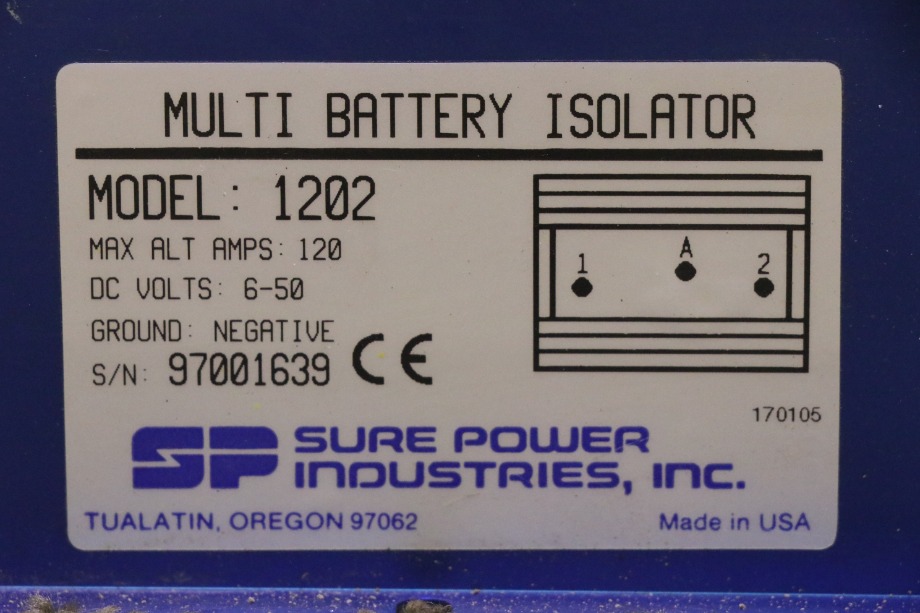 MULTI BATTERY ISOLATOR
MODEL: 1202
MAX ALT AMPS: 120
DC VOLTS: 6-50
GROUND: NEGATIVE
S/N: 97001639 CE
1 A 2
170105
SP SURE POWER
INDUSTRIES, INC.
TUALATIN, OREGON 97062 Made in USA